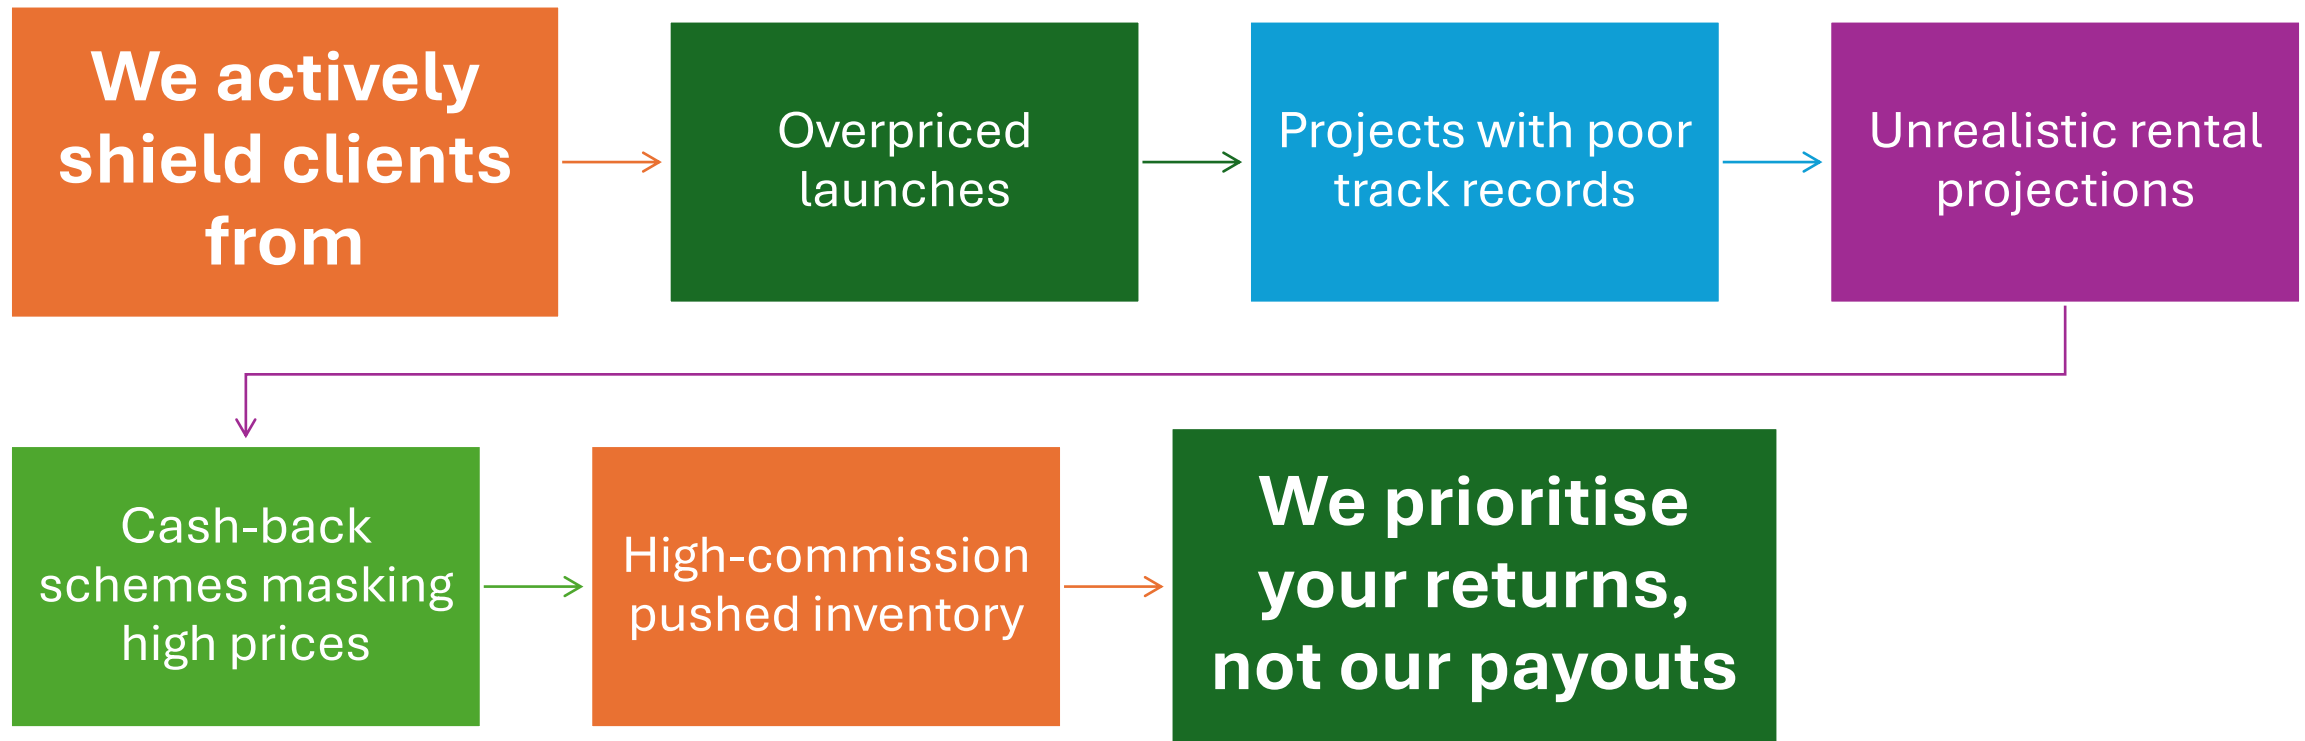 We actively
shield clients
from
Overpriced
launches
Projects with poor
track records
Unrealistic rental
projections
Cash-back
schemes masking
high prices
High-commission
pushed inventory
We prioritise
your returns,
not our payouts